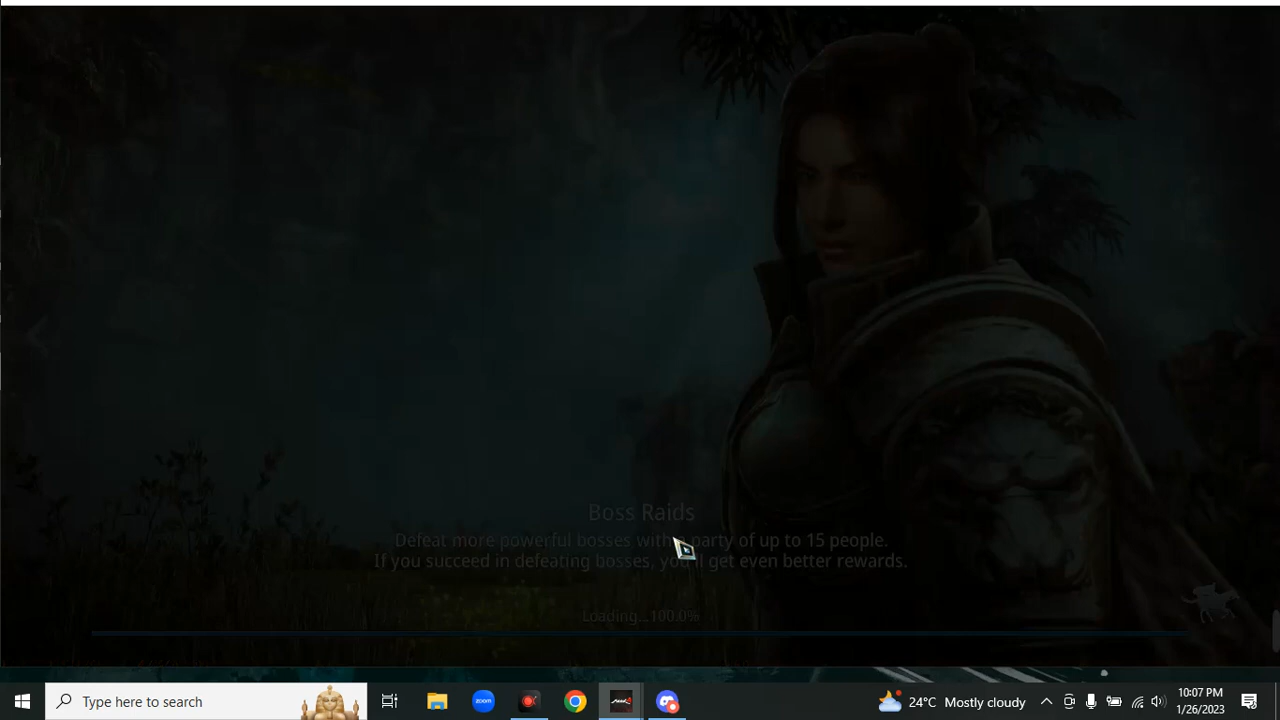 Boss Raids
Defeat more powerful bosses with a party of up to 15 people.
If you succeed in defeating bosses, you'll get even better rewards.
Loading...100.0%
Type here to search
zoom
24°C Mostly cloudy
10:07 PM
1/26/2023